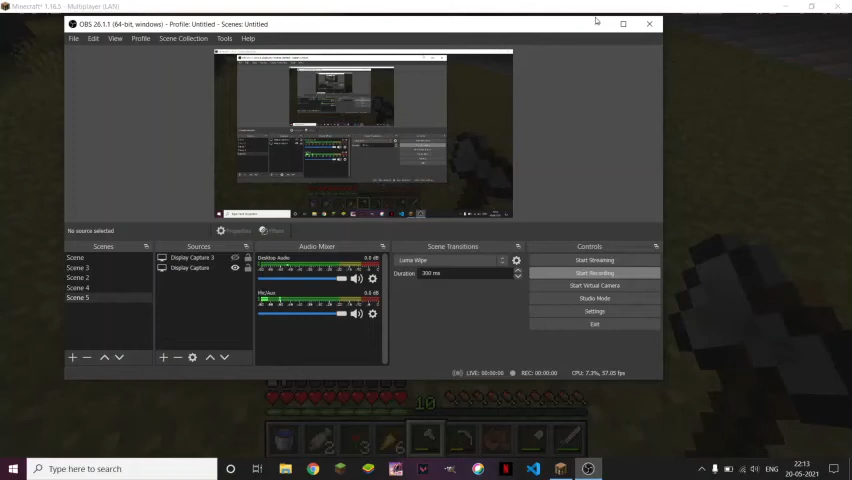 Minecraft* 1.16.5 - Multiplayer (LAN)
OBS 26.1.1 (64-bit, windows) - Profile: Untitled - Scenes: Untitled
File Edit View Profile Scene Collection Tools Help
No source selected
Properties Filters
Scenes Sources Audio Mixer Scene Transitions Controls
Scene
Scene 3
Scene 2
Scene 4
Scene 5
Display Capture 3
Display Capture
Desktop Audio 0.0 dB
Mic/Aux 0.0 dB
Luma Wipe
Duration 300 ms
Start Streaming
Start Recording
Start Virtual Camera
Studio Mode
Settings
Exit
LIVE: 00:00:00 REC: 00:00:00 CPU: 7.3%, 57.05 fps
10
2 3 6
Type here to search
ENG
22:13
20-05-2021